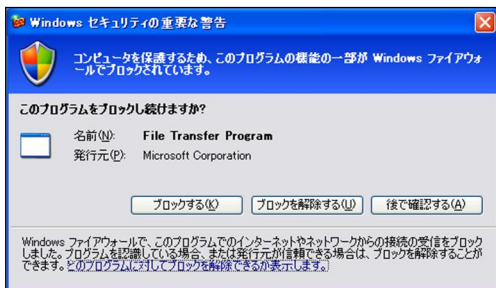 Windows セキュリティの重要な警告
コンピュータを保護するため、このプログラムの機能の一部が Windows ファイアウォ
ールでブロックされています。
このプログラムをブロックし続けますか?
名前(N): File Transfer Program
発行元(P): Microsoft Corporation
ブロックする(K) ブロックを解除する(U) 後で確認する(A)
Windows ファイアウォールで、このプログラムでのインターネットやネットワークからの接続の受信をブロック
しました。プログラムを認識している場合、または発行元が信頼できる場合は、ブロックを解除することが
できます。どのプログラムに対してブロックを解除できるか表示します。